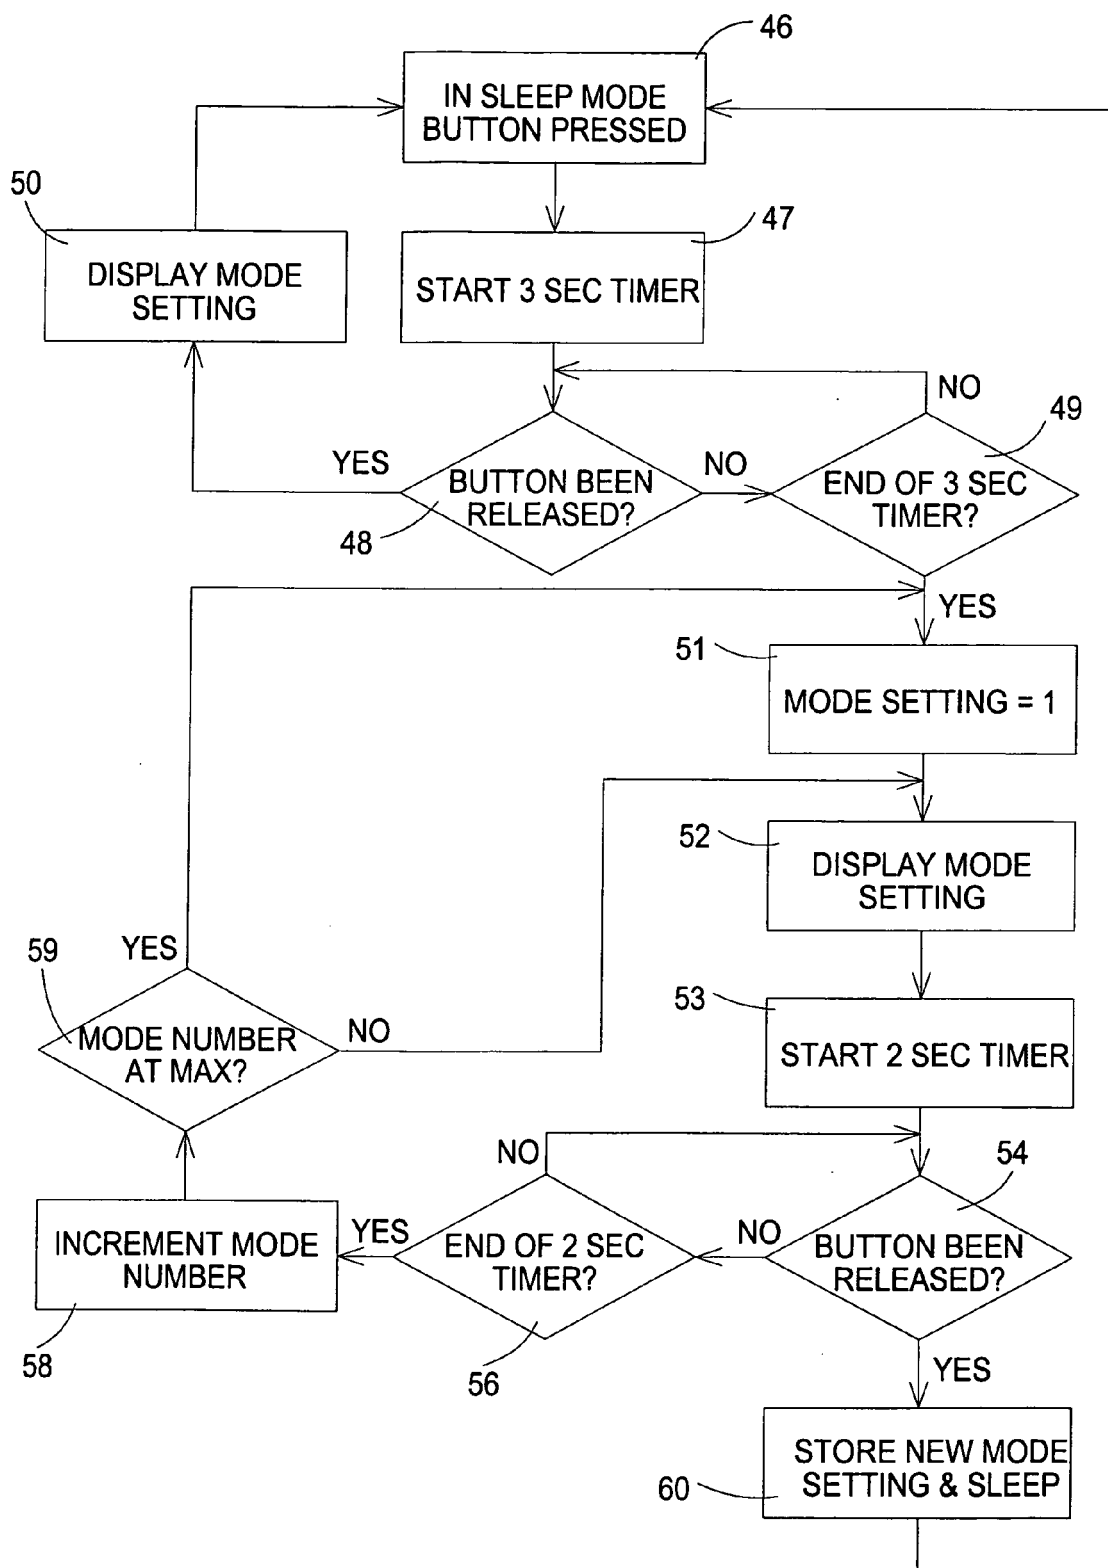 46
IN SLEEP MODE
BUTTON PRESSED
50
47
DISPLAY MODE
SETTING
START 3 SEC TIMER
NO
49
YES
NO
BUTTON BEEN
RELEASED?
END OF 3 SEC
TIMER?
48
YES
51
MODE SETTING = 1
52
DISPLAY MODE
SETTING
59
YES
53
MODE NUMBER
AT MAX?
NO
START 2 SEC TIMER
NO
54
INCREMENT MODE
NUMBER
YES
END OF 2 SEC
TIMER?
NO
BUTTON BEEN
RELEASED?
58
56
YES
STORE NEW MODE
SETTING & SLEEP
60